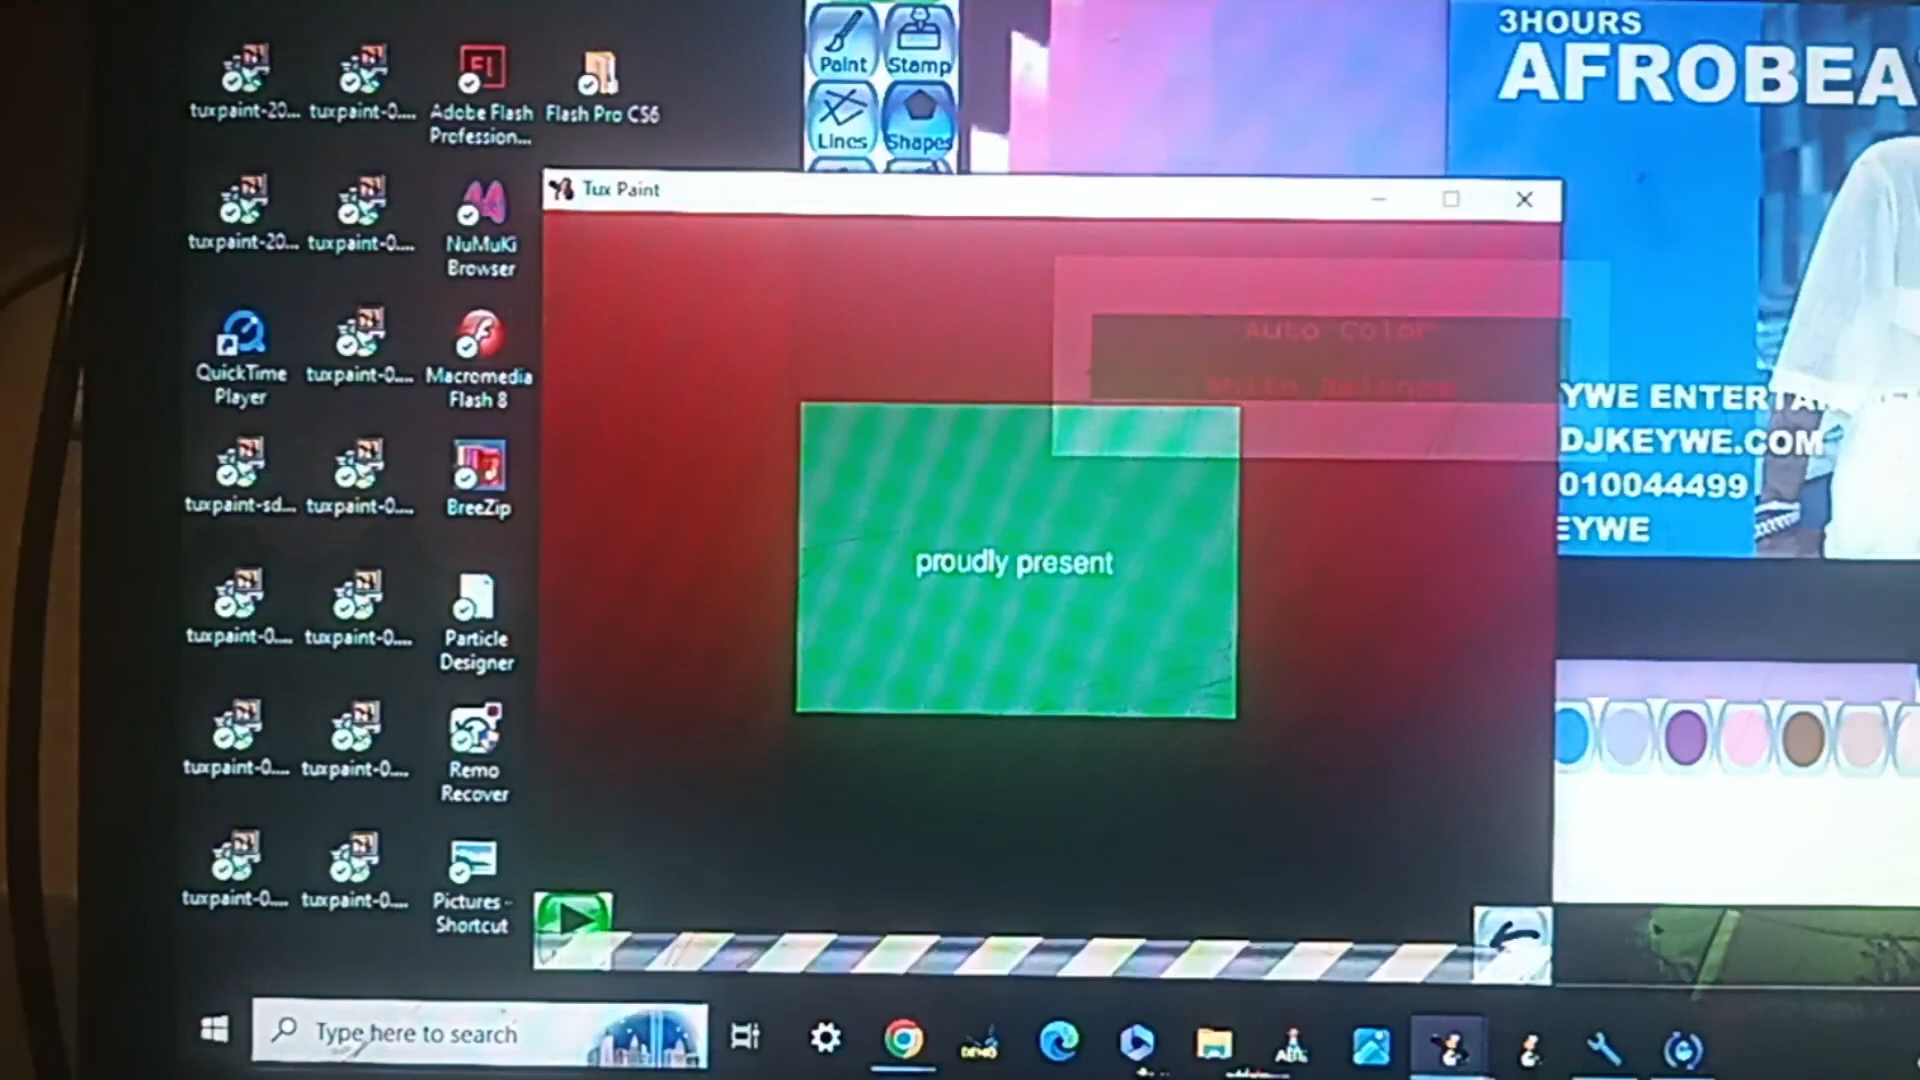 3HOURS
AFROBEA
Paint Stamp
Lines Shapes
tuxpaint-20... tuxpaint-0.... Adobe Flash Profession... Flash Pro CS6
tuxpaint-20... tuxpaint-0.... NuMuKi Browser
Tux Paint
QuickTime Player tuxpaint-0.... Macromedia Flash 8
Auto Color
YWE ENTERTA
DJKEYWE.COM
010044499
EYWE
tuxpaint-sd... tuxpaint-0.... BreeZip
proudly present
tuxpaint-0.... tuxpaint-0.... Particle Designer
tuxpaint-0.... tuxpaint-0.... Remo Recover
tuxpaint-0.... tuxpaint-0.... Pictures - Shortcut
Type here to search
DEMO